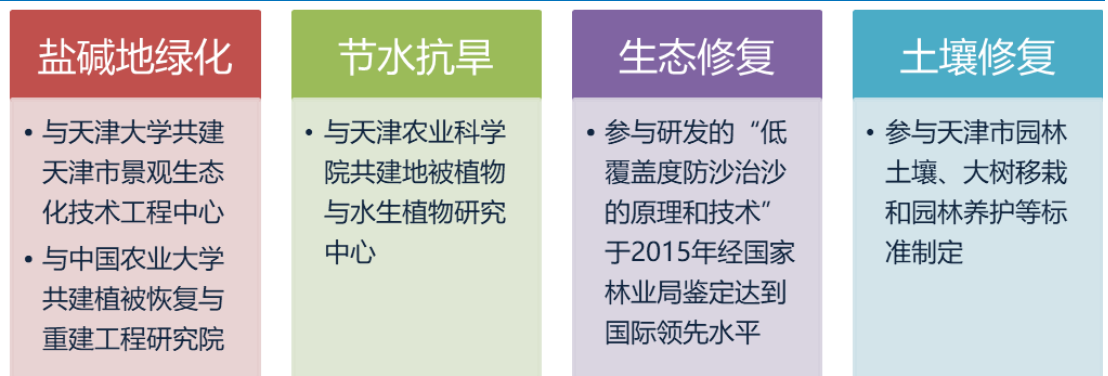 盐碱地绿化
• 与天津大学共建
天津市景观生态
化技术工程中心
• 与中国农业大学
共建植被恢复与
重建工程研究院
节水抗旱
• 与天津农业科学
院共建地被植物
与水生植物研究
中心
生态修复
• 参与研发的“低
覆盖度防沙治沙
的原理和技术”
于2015年经国家
林业局鉴定达到
国际领先水平
土壤修复
• 参与天津市园林
土壤、大树移栽
和园林养护等标
准制定